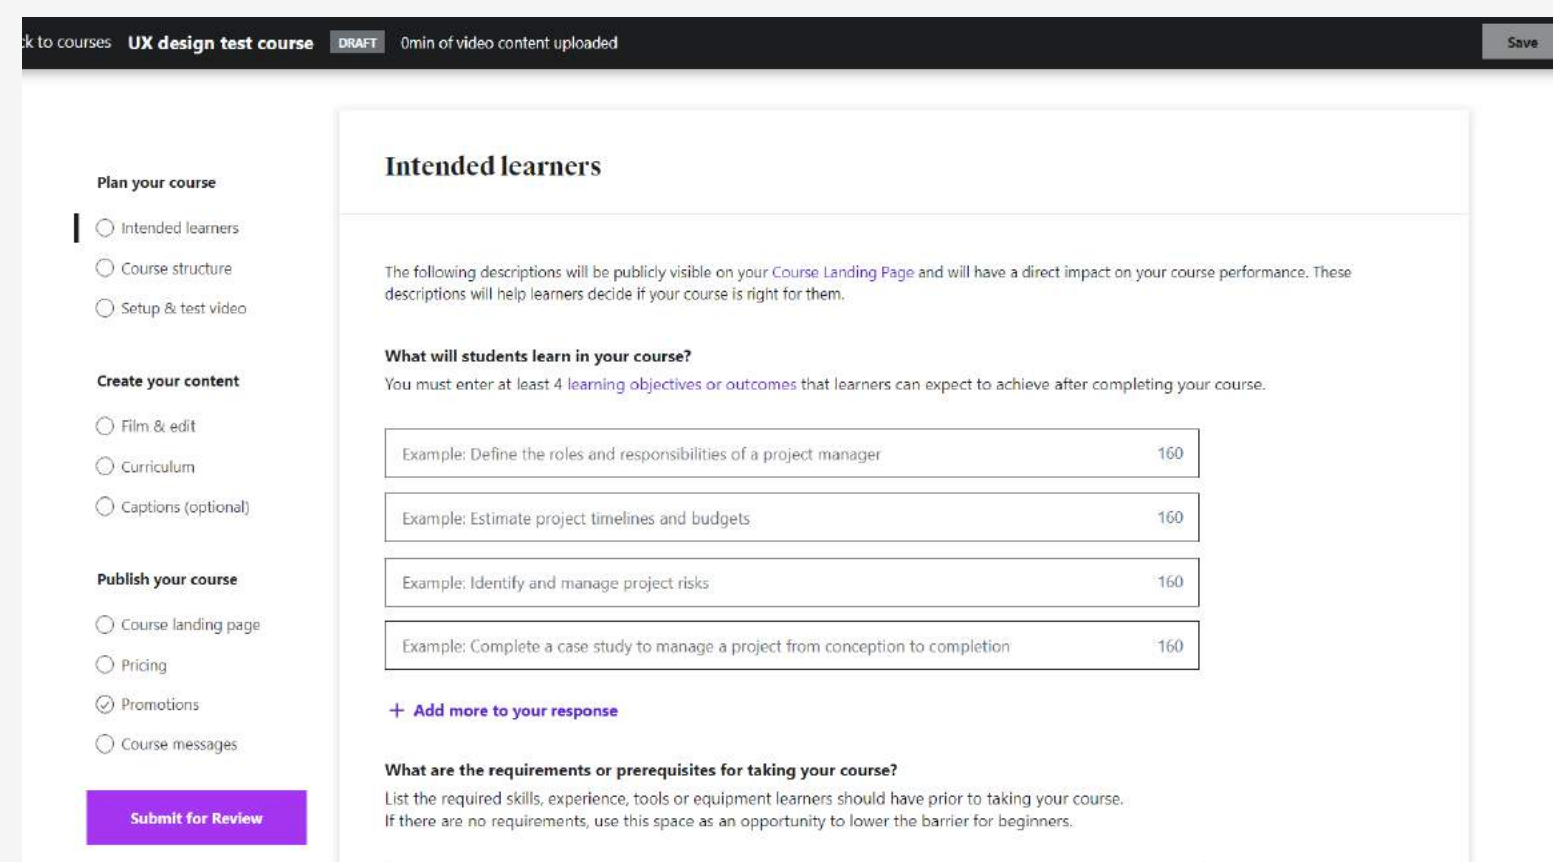 ck to courses UX design test course DRAFT 0min of video content uploaded Save
Plan your course
Intended learners
Course structure
Setup & test video
Create your content
Film & edit
Curriculum
Captions (optional)
Publish your course
Course landing page
Pricing
Promotions
Course messages
Submit for Review
Intended learners
The following descriptions will be publicly visible on your Course Landing Page and will have a direct impact on your course performance. These
descriptions will help learners decide if your course is right for them.
What will students learn in your course?
You must enter at least 4 learning objectives or outcomes that learners can expect to achieve after completing your course.
Example: Define the roles and responsibilities of a project manager 160
Example: Estimate project timelines and budgets 160
Example: Identify and manage project risks 160
Example: Complete a case study to manage a project from conception to completion 160
+ Add more to your response
What are the requirements or prerequisites for taking your course?
List the required skills, experience, tools or equipment learners should have prior to taking your course.
If there are no requirements, use this space as an opportunity to lower the barrier for beginners.